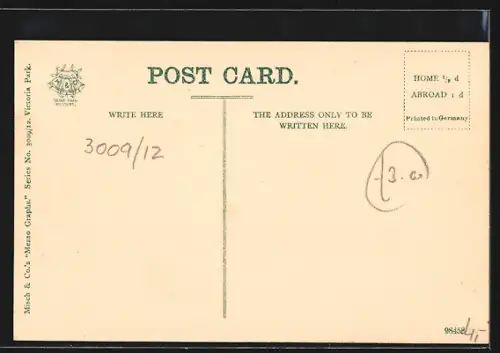 POST CARD.
HOME ½ d
ABROAD 1 d
Printed in Germany
WRITE HERE
THE ADDRESS ONLY TO BE
WRITTEN HERE.
3009/12
Misch & Co.'s "Mezzo Graphs." Series No. 3009/12. Victoria Park.